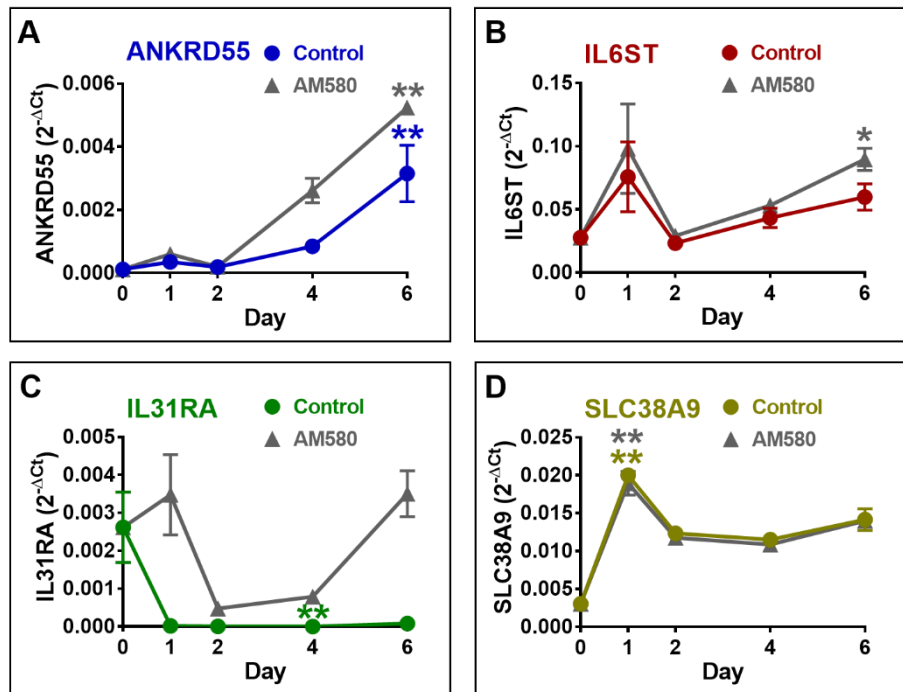 A
ANKRD55
Control
AM580
0.006
0.004
0.002
0.000
ANKRD55 (2^-ΔCt)
**
**
0 1 2 4 6
Day
B
IL6ST
Control
AM580
0.15
0.10
0.05
0.00
IL6ST (2^-ΔCt)
*
0 1 2 4 6
Day
C
IL31RA
Control
AM580
0.005
0.004
0.003
0.002
0.001
0.000
IL31RA (2^-ΔCt)
**
0 1 2 4 6
Day
D
SLC38A9
Control
AM580
0.025
0.020
0.015
0.010
0.005
0.000
SLC38A9 (2^-ΔCt)
**
**
0 1 2 4 6
Day